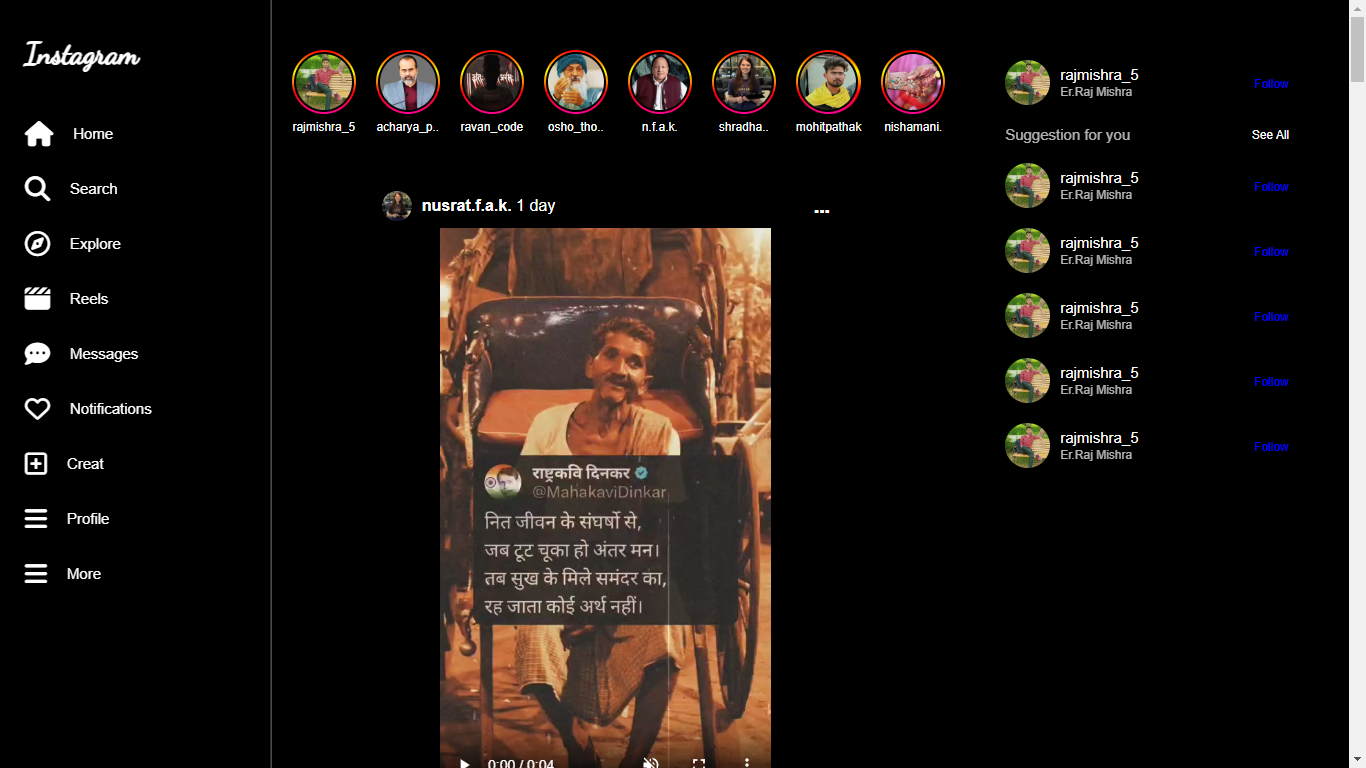 Instagram
Home
Search
Explore
Reels
Messages
Notifications
Creat
Profile
More
rajmishra_5
acharya_p..
ravan_code
osho_tho..
n.f.a.k.
shradha..
mohitpathak
nishamani.
nusrat.f.a.k. 1 day
...
राष्ट्रकवि दिनकर
@MahakaviDinkar
नित जीवन के संघर्षो से,
जब टूट चूका हो अंतर मन।
तब सुख के मिले समंदर का,
रह जाता कोई अर्थ नहीं।
0:00 / 0:04
rajmishra_5
Er.Raj Mishra
Follow
Suggestion for you
See All
rajmishra_5
Er.Raj Mishra
Follow
rajmishra_5
Er.Raj Mishra
Follow
rajmishra_5
Er.Raj Mishra
Follow
rajmishra_5
Er.Raj Mishra
Follow
rajmishra_5
Er.Raj Mishra
Follow